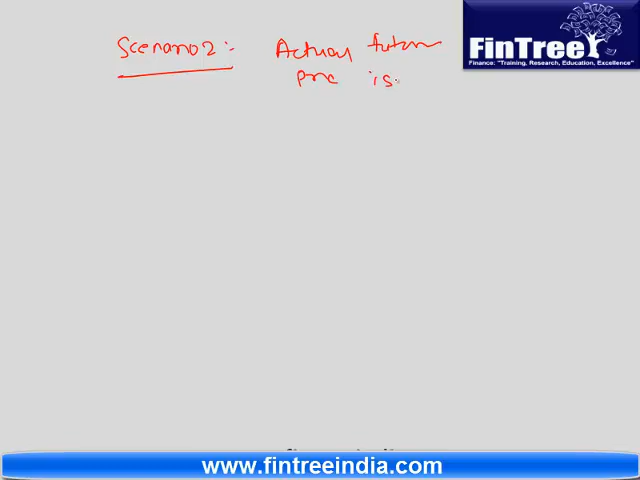 Scenario 2:- Actual future
price is
FinTree
Finance: "Training, Research, Education, Excellence"
www.fintreeindia.com